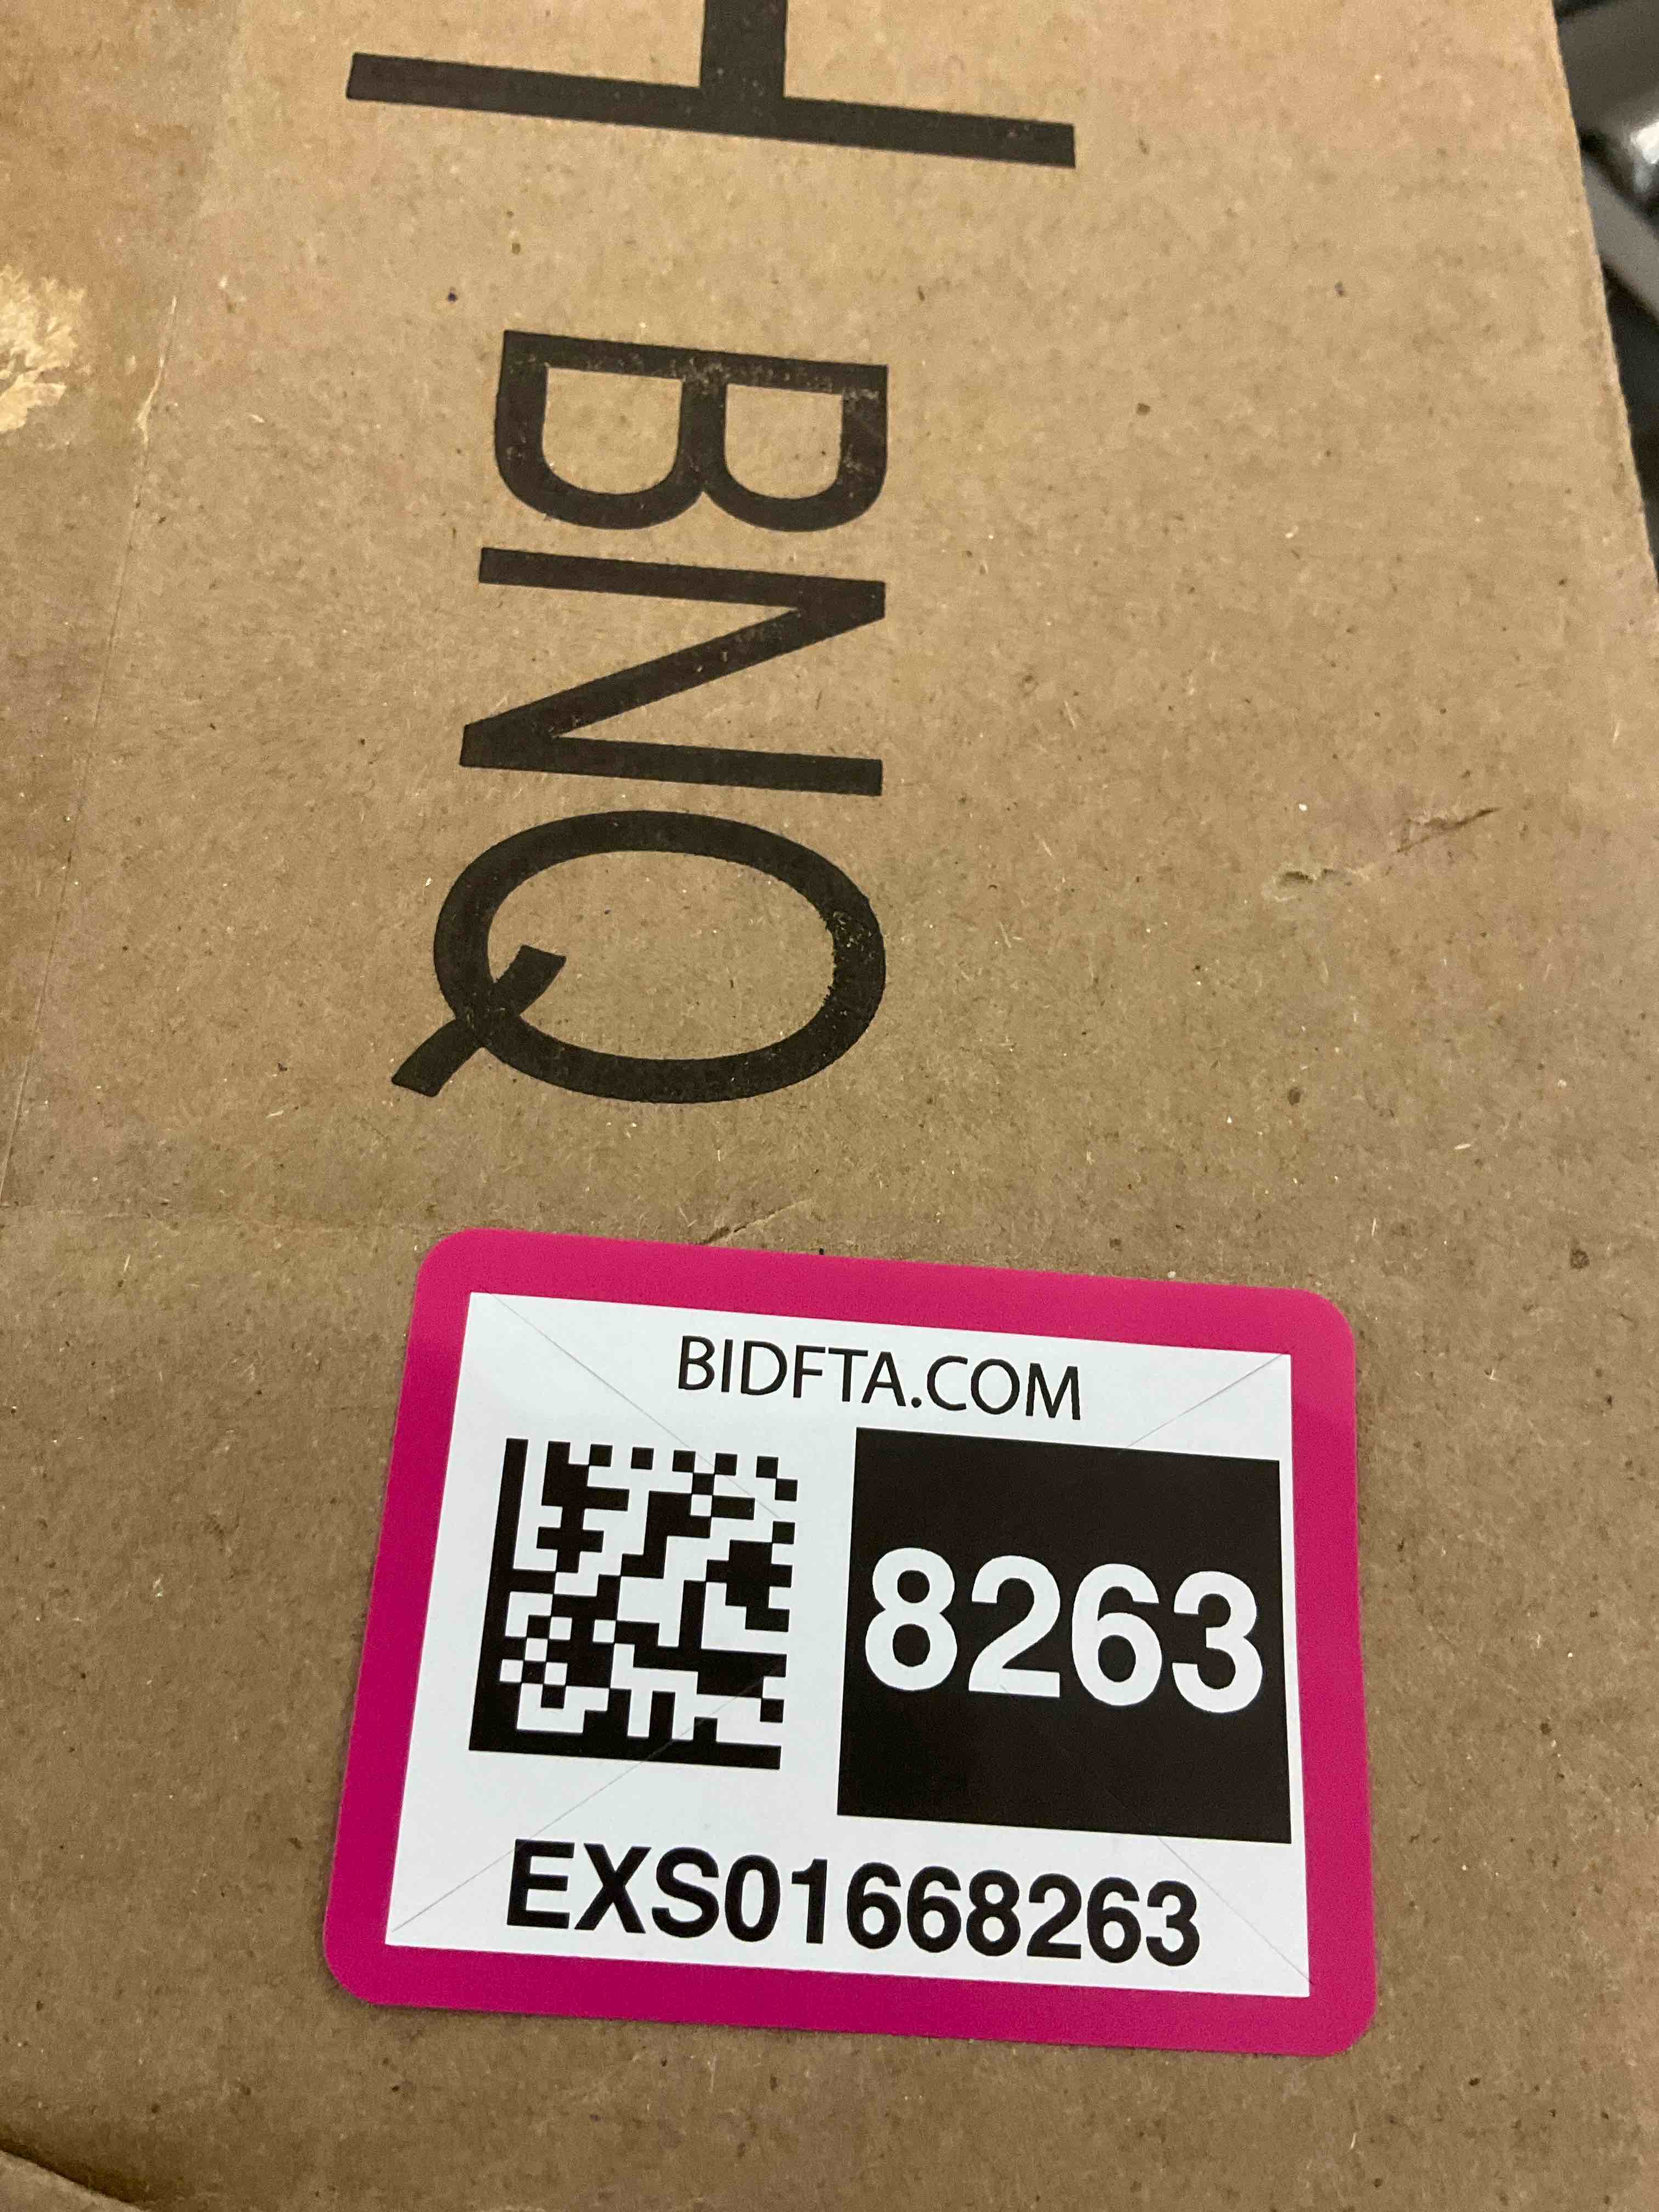 H BNQ
BIDFTA.COM
8263
EXS01668263